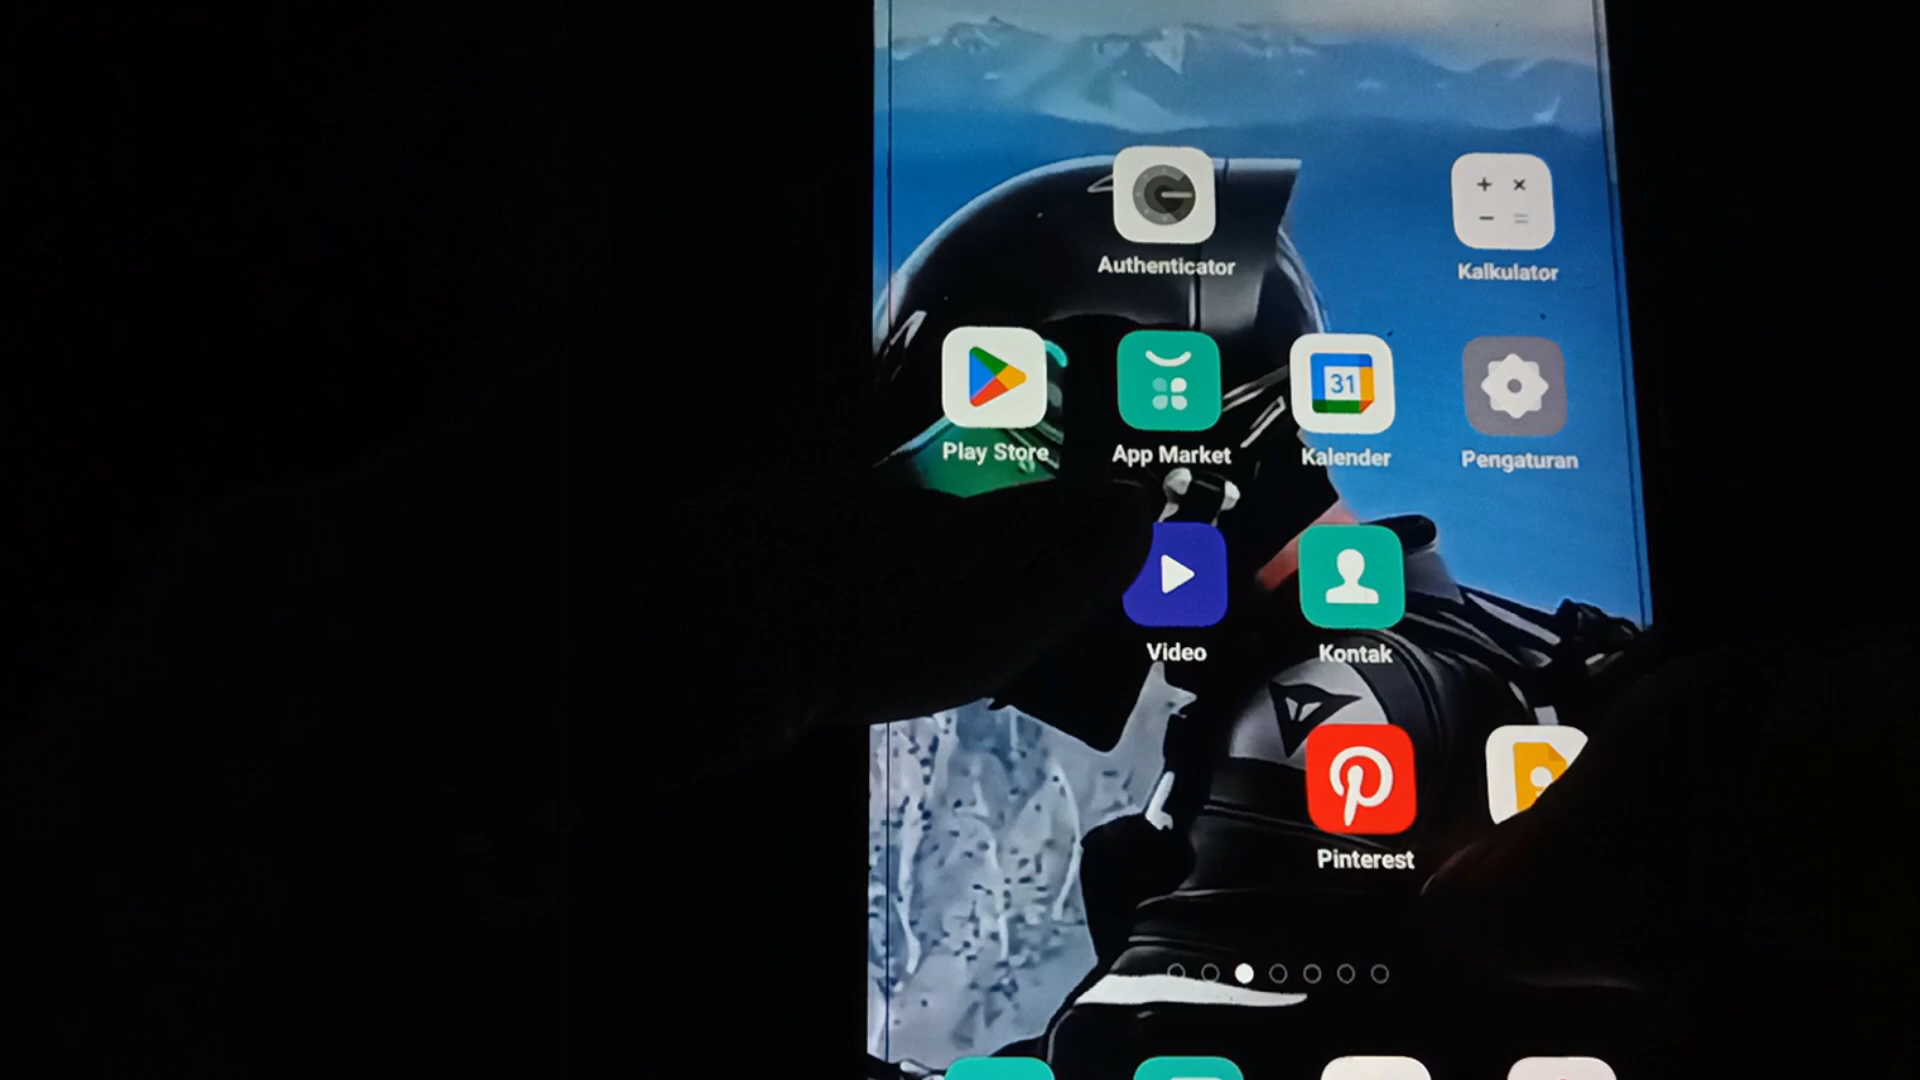 Authenticator
Kalkulator
31
Play Store
App Market
Kalender
Pengaturan
Video
Kontak
Pinterest